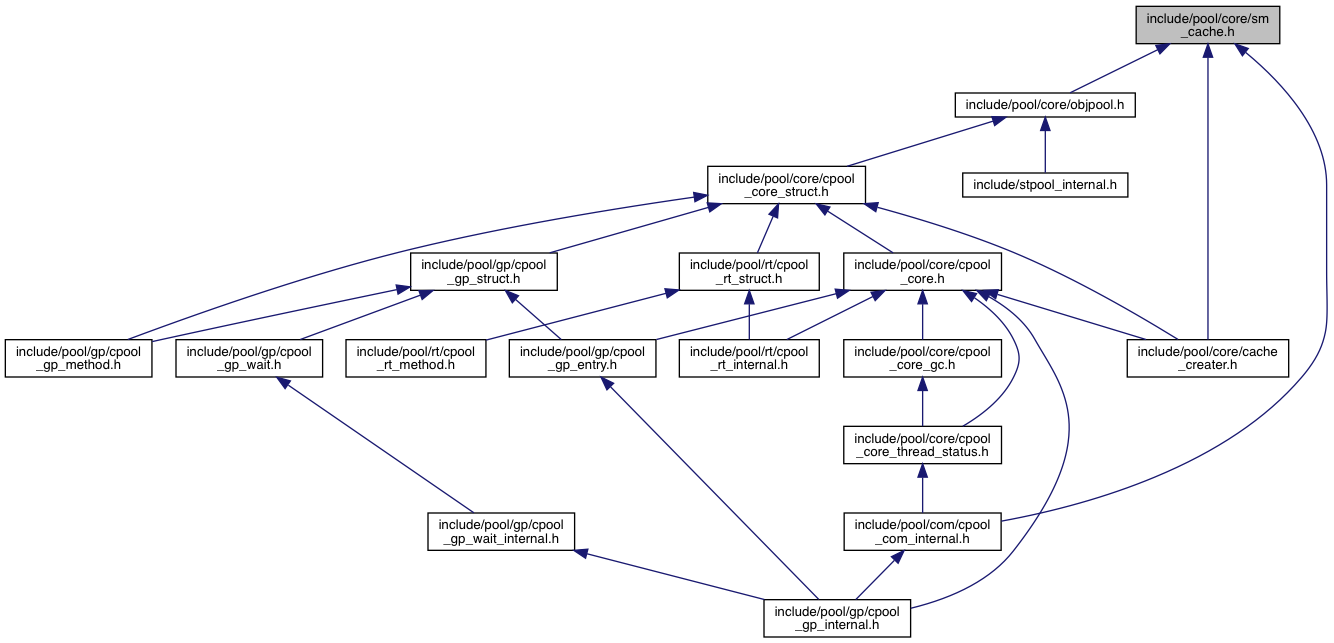 include/pool/core/sm
_cache.h
include/pool/core/objpool.h
include/pool/core/cpool
_core_struct.h
include/stpool_internal.h
include/pool/gp/cpool
_gp_struct.h
include/pool/rt/cpool
_rt_struct.h
include/pool/core/cpool
_core.h
include/pool/gp/cpool
_gp_method.h
include/pool/gp/cpool
_gp_wait.h
include/pool/rt/cpool
_rt_method.h
include/pool/gp/cpool
_gp_entry.h
include/pool/rt/cpool
_rt_internal.h
include/pool/core/cpool
_core_gc.h
include/pool/core/cache
_creater.h
include/pool/core/cpool
_core_thread_status.h
include/pool/gp/cpool
_gp_wait_internal.h
include/pool/com/cpool
_com_internal.h
include/pool/gp/cpool
_gp_internal.h